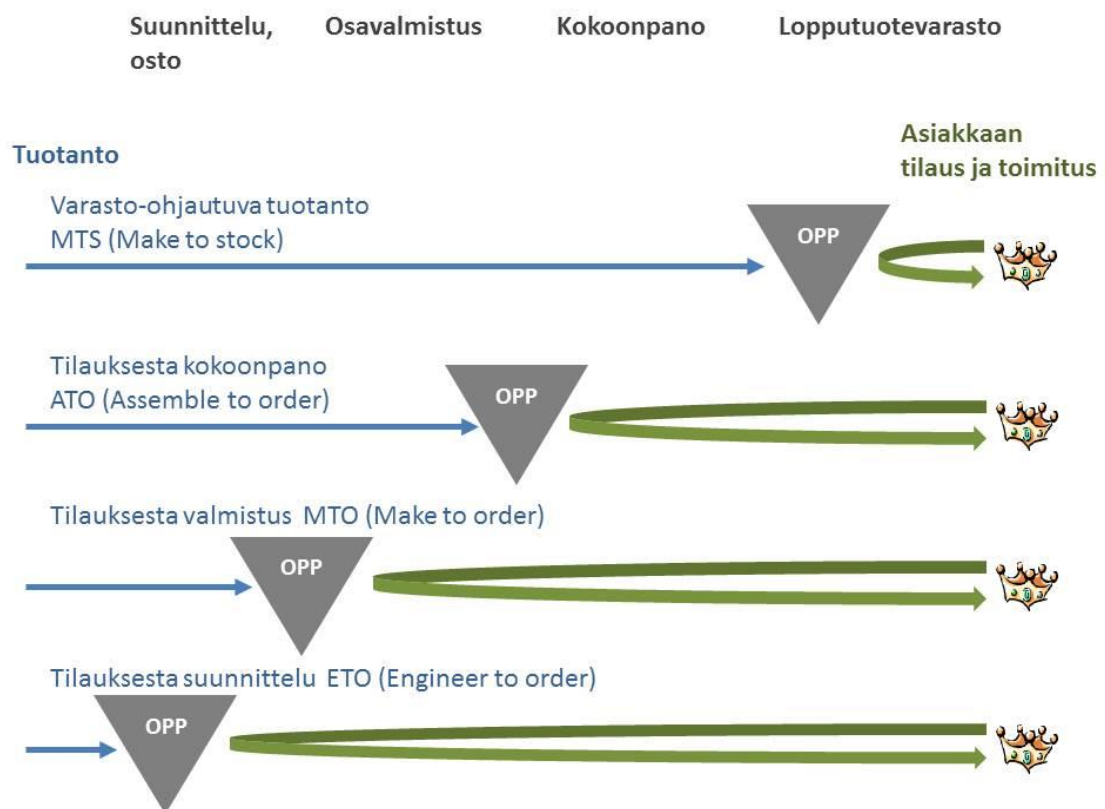 Suunnittelu,
osto
Osavalmistus
Kokoonpano
Lopputuotevarasto
Tuotanto
Asiakkaan
tilaus ja toimitus
Varasto-ohjautuva tuotanto
MTS (Make to stock)
OPP
Tilauksesta kokoonpano
ATO (Assemble to order)
OPP
Tilauksesta valmistus MTO (Make to order)
OPP
Tilauksesta suunnittelu ETO (Engineer to order)
OPP